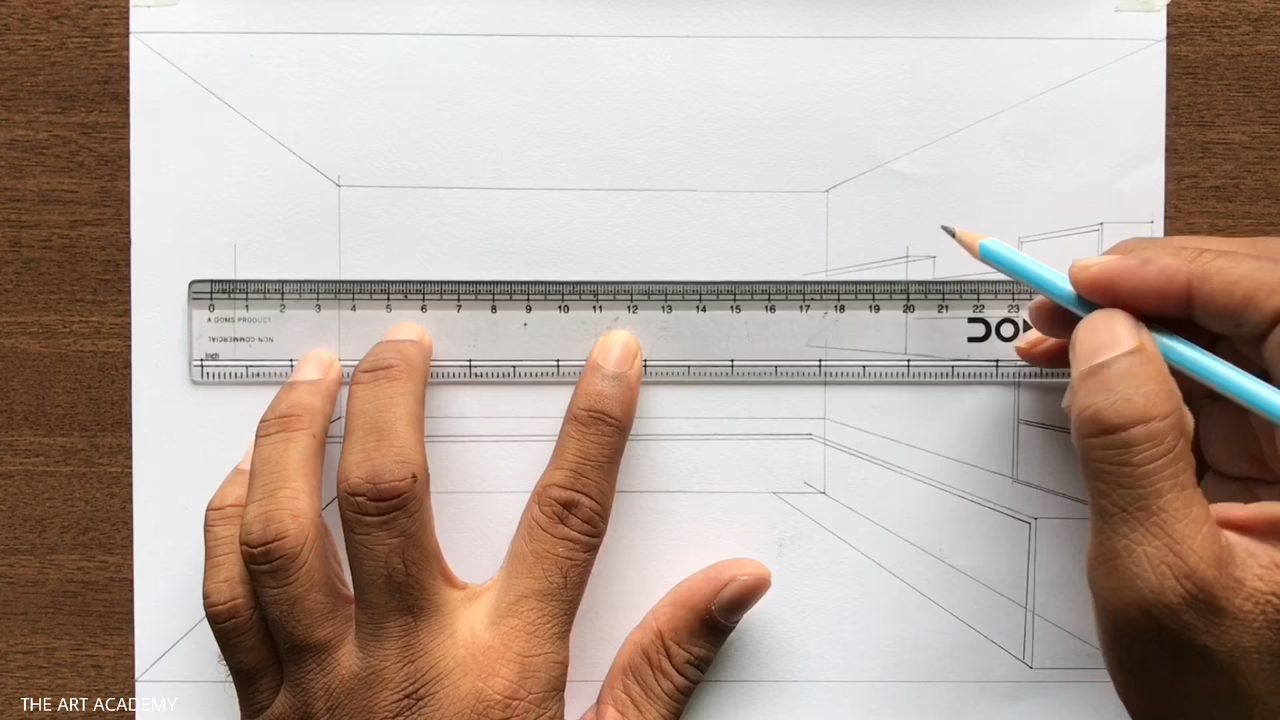 0 1 2 3 4 5 6 7 8 9 10 11 12 13 14 15 16 17 18 19 20 21 22 23
A DOMS PRODUCT
NON-COMMERCIAL
Inch
THE ART ACADEMY